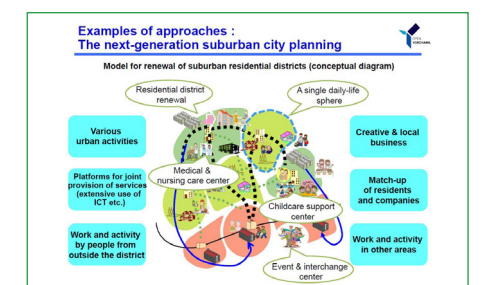 Examples of approaches :
The next-generation suburban city planning
OPEN
YOKOHAMA
Model for renewal of suburban residential districts (conceptual diagram)
Residential district
renewal
A single daily-life
sphere
Various
urban activities
Creative & local
business
Medical &
nursing care center
Platforms for joint
provision of services
(extensive use of
ICT etc.)
Match-up
of residents
and companies
Childcare support
center
Work and activity
by people from
outside the district
Work and activity
in other areas
Event & interchange
center